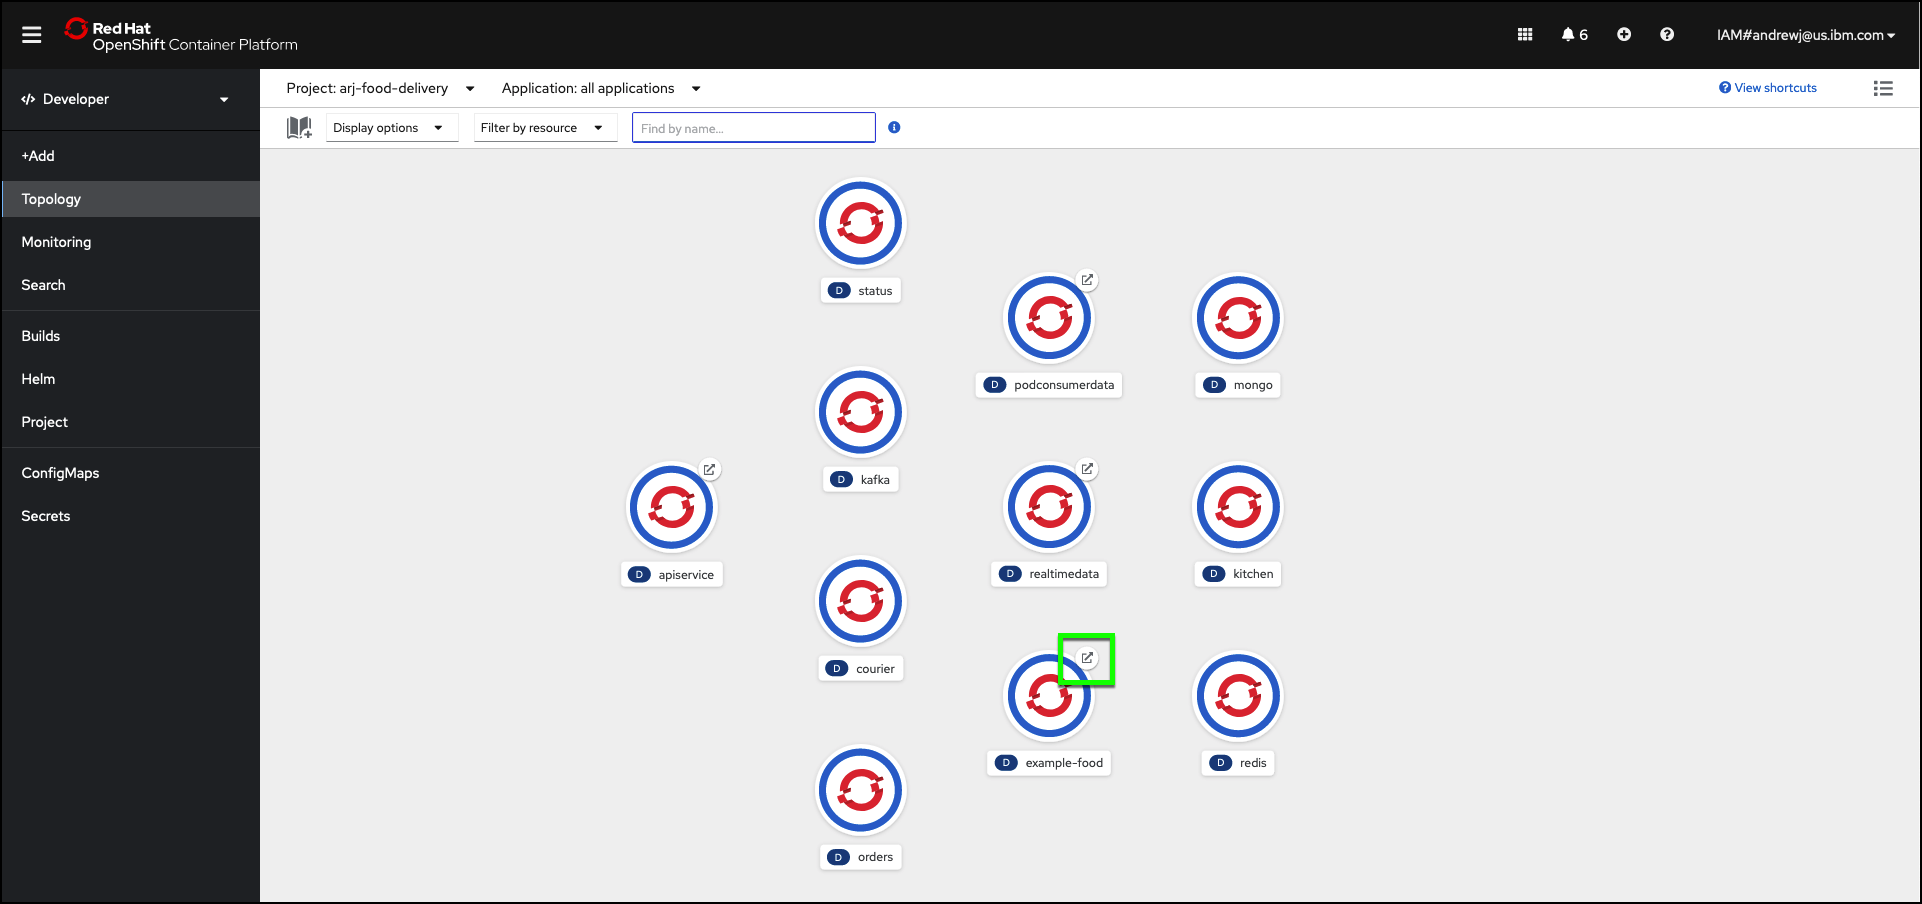 Red Hat
OpenShift Container Platform
6
IAM#andrewj@us.ibm.com
Developer
Project: arj-food-delivery
Application: all applications
View shortcuts
Display options
Filter by resource
Find by name...
+Add
Topology
Monitoring
Search
Builds
Helm
Project
ConfigMaps
Secrets
D status
D podconsumerdata
D mongo
D kafka
D apiservice
D realtimedata
D kitchen
D courier
D example-food
D redis
D orders